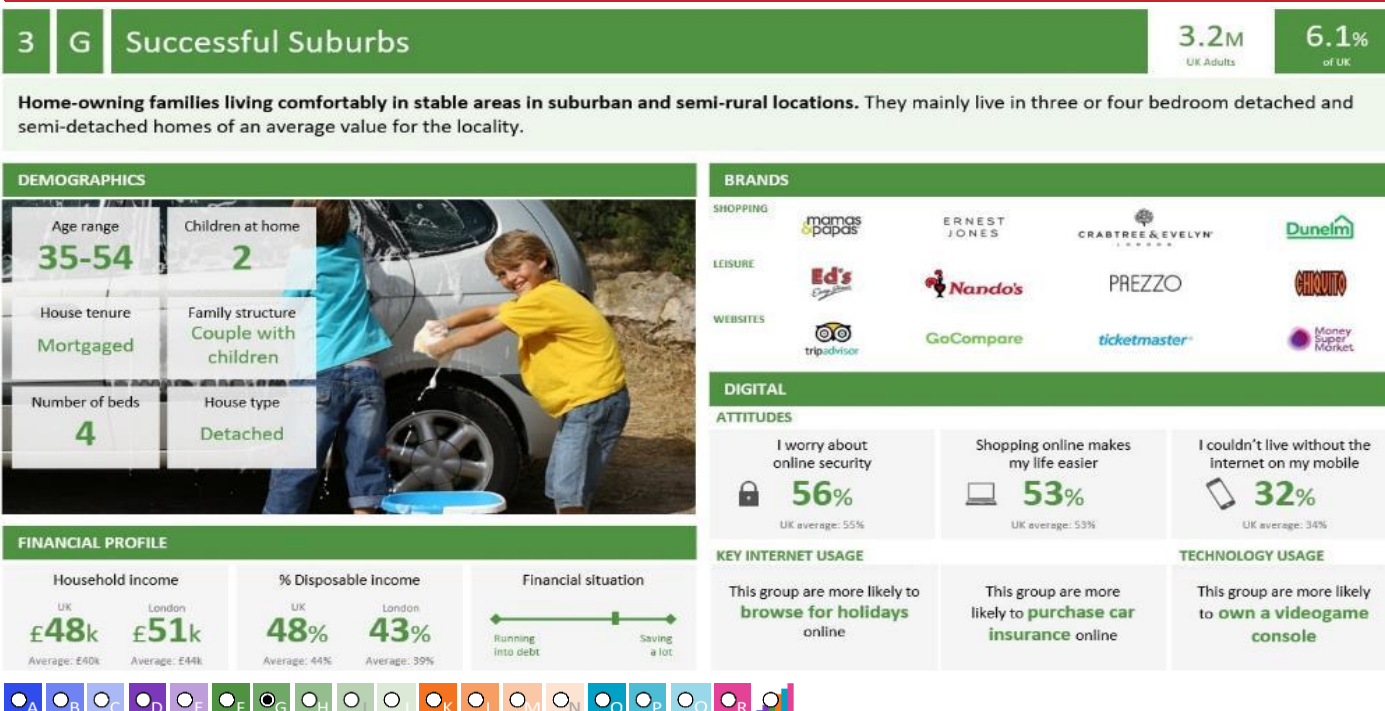 3 G Successful Suburbs
3.2M
UK Adults
6.1%
of UK
Home-owning families living comfortably in stable areas in suburban and semi-rural locations. They mainly live in three or four bedroom detached and
semi-detached homes of an average value for the locality.
DEMOGRAPHICS
Age range
35-54
Children at home
2
House tenure
Mortgaged
Family structure
Couple with
children
Number of beds
4
House type
Detached
FINANCIAL PROFILE
Household income
UK
£48k
Average: £40k
London
£51k
Average: £44k
% Disposable income
UK
48%
Average: 44%
London
43%
Average: 39%
Financial situation
Running
into debt
Saving
a lot
BRANDS
SHOPPING
mamas
&papas
ERNEST
JONES
CRABTREE & EVELYN
LONDON
Dunelm
LEISURE
Ed's
Easy Diner
Nando's
PREZZO
CHIQUITO
WEBSITES
tripadvisor
GoCompare
ticketmaster
Money
Super
Market
DIGITAL
ATTITUDES
I worry about
online security
56%
UK average: 55%
Shopping online makes
my life easier
53%
UK average: 53%
I couldn't live without the
internet on my mobile
32%
UK average: 34%
KEY INTERNET USAGE
This group are more likely to
browse for holidays
online
This group are more
likely to purchase car
insurance online
TECHNOLOGY USAGE
This group are more likely
to own a videogame
console
A B C D E F G H I J K L M N O P Q R